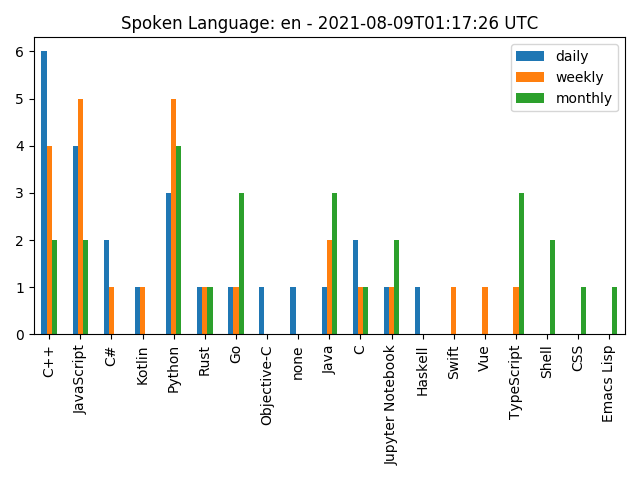 Spoken Language: en - 2021-08-09T01:17:26 UTC
daily
weekly
monthly
6
5
4
3
2
1
0
C++
JavaScript
C#
Kotlin
Python
Rust
Go
Objective-C
none
Java
C
Jupyter Notebook
Haskell
Swift
Vue
TypeScript
Shell
CSS
Emacs Lisp